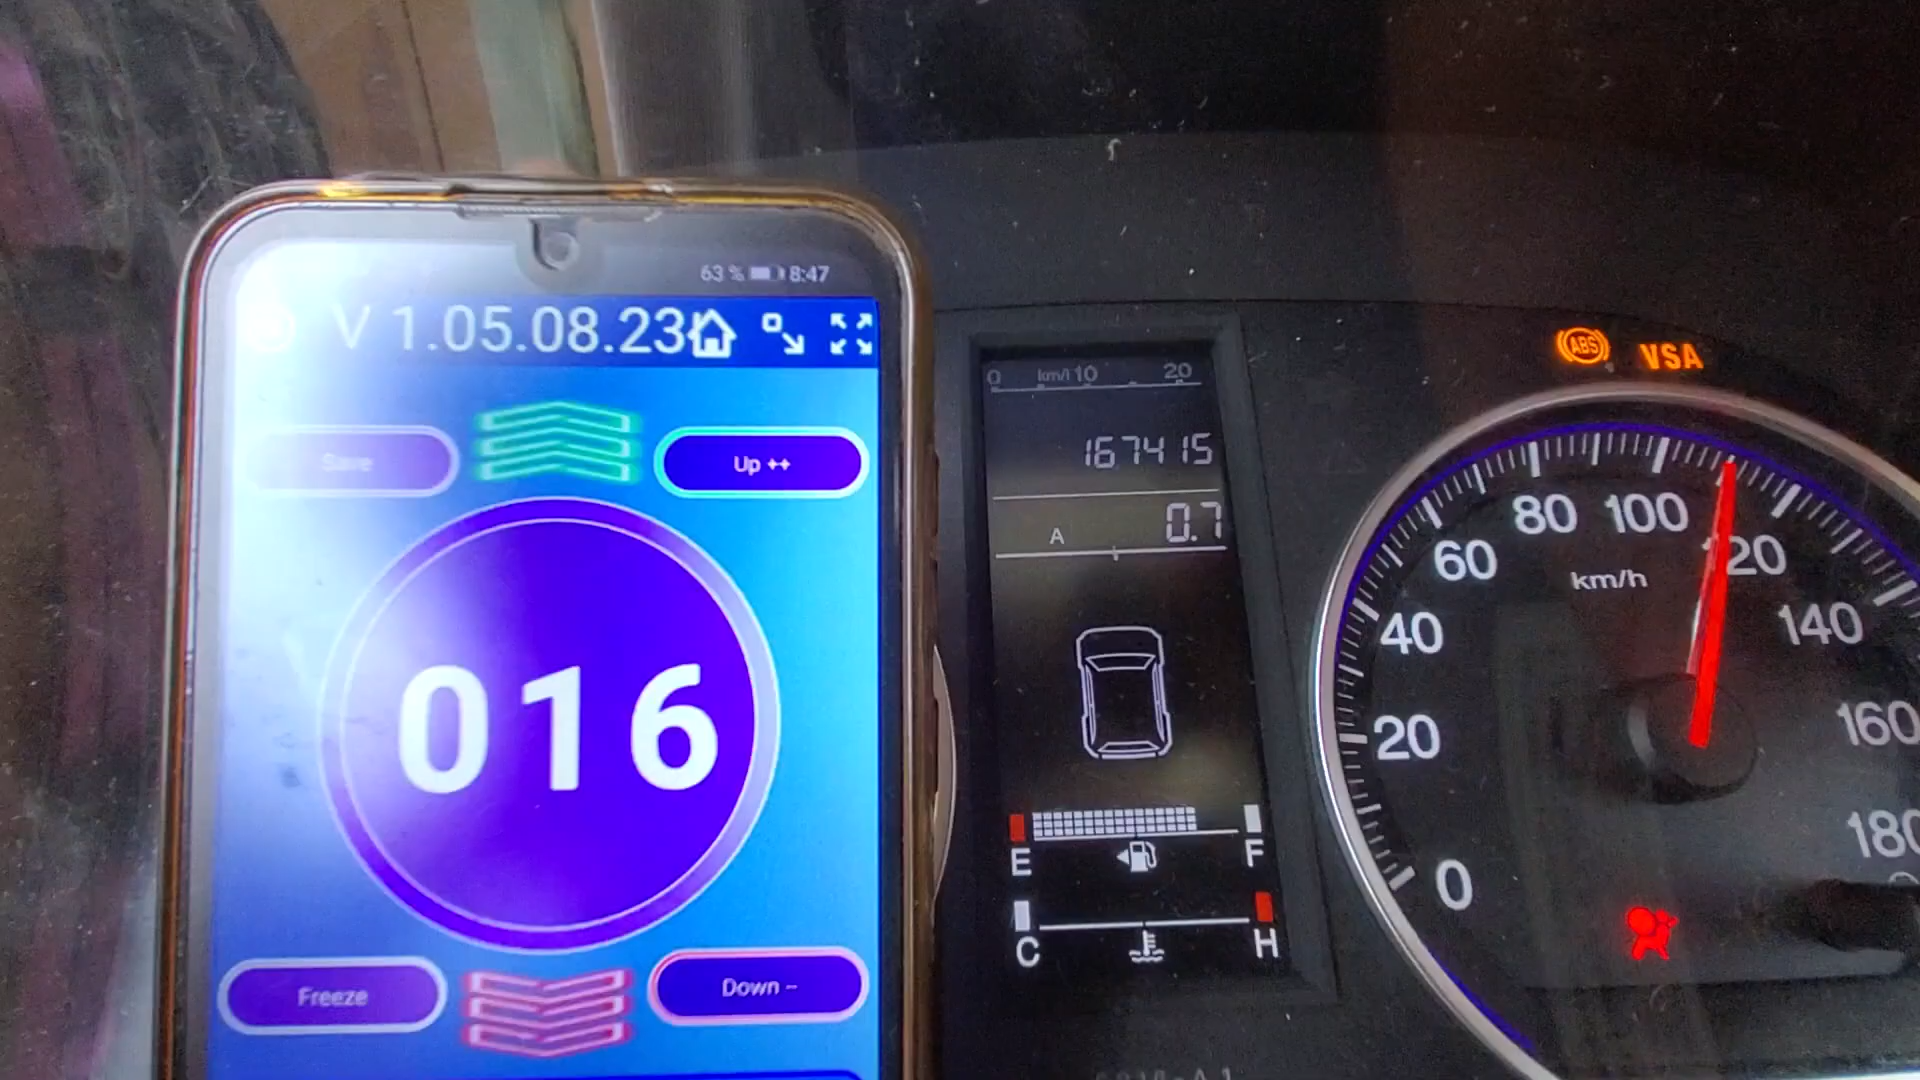 63 % 8:47
V 1.05.08.23
Save
Up ++
016
Freeze
Down --
0 km/l 10 20
167415
A 0.7
E F
C H
ABS
VSA
0
20
40
60
80
100
120
140
160
180
km/h